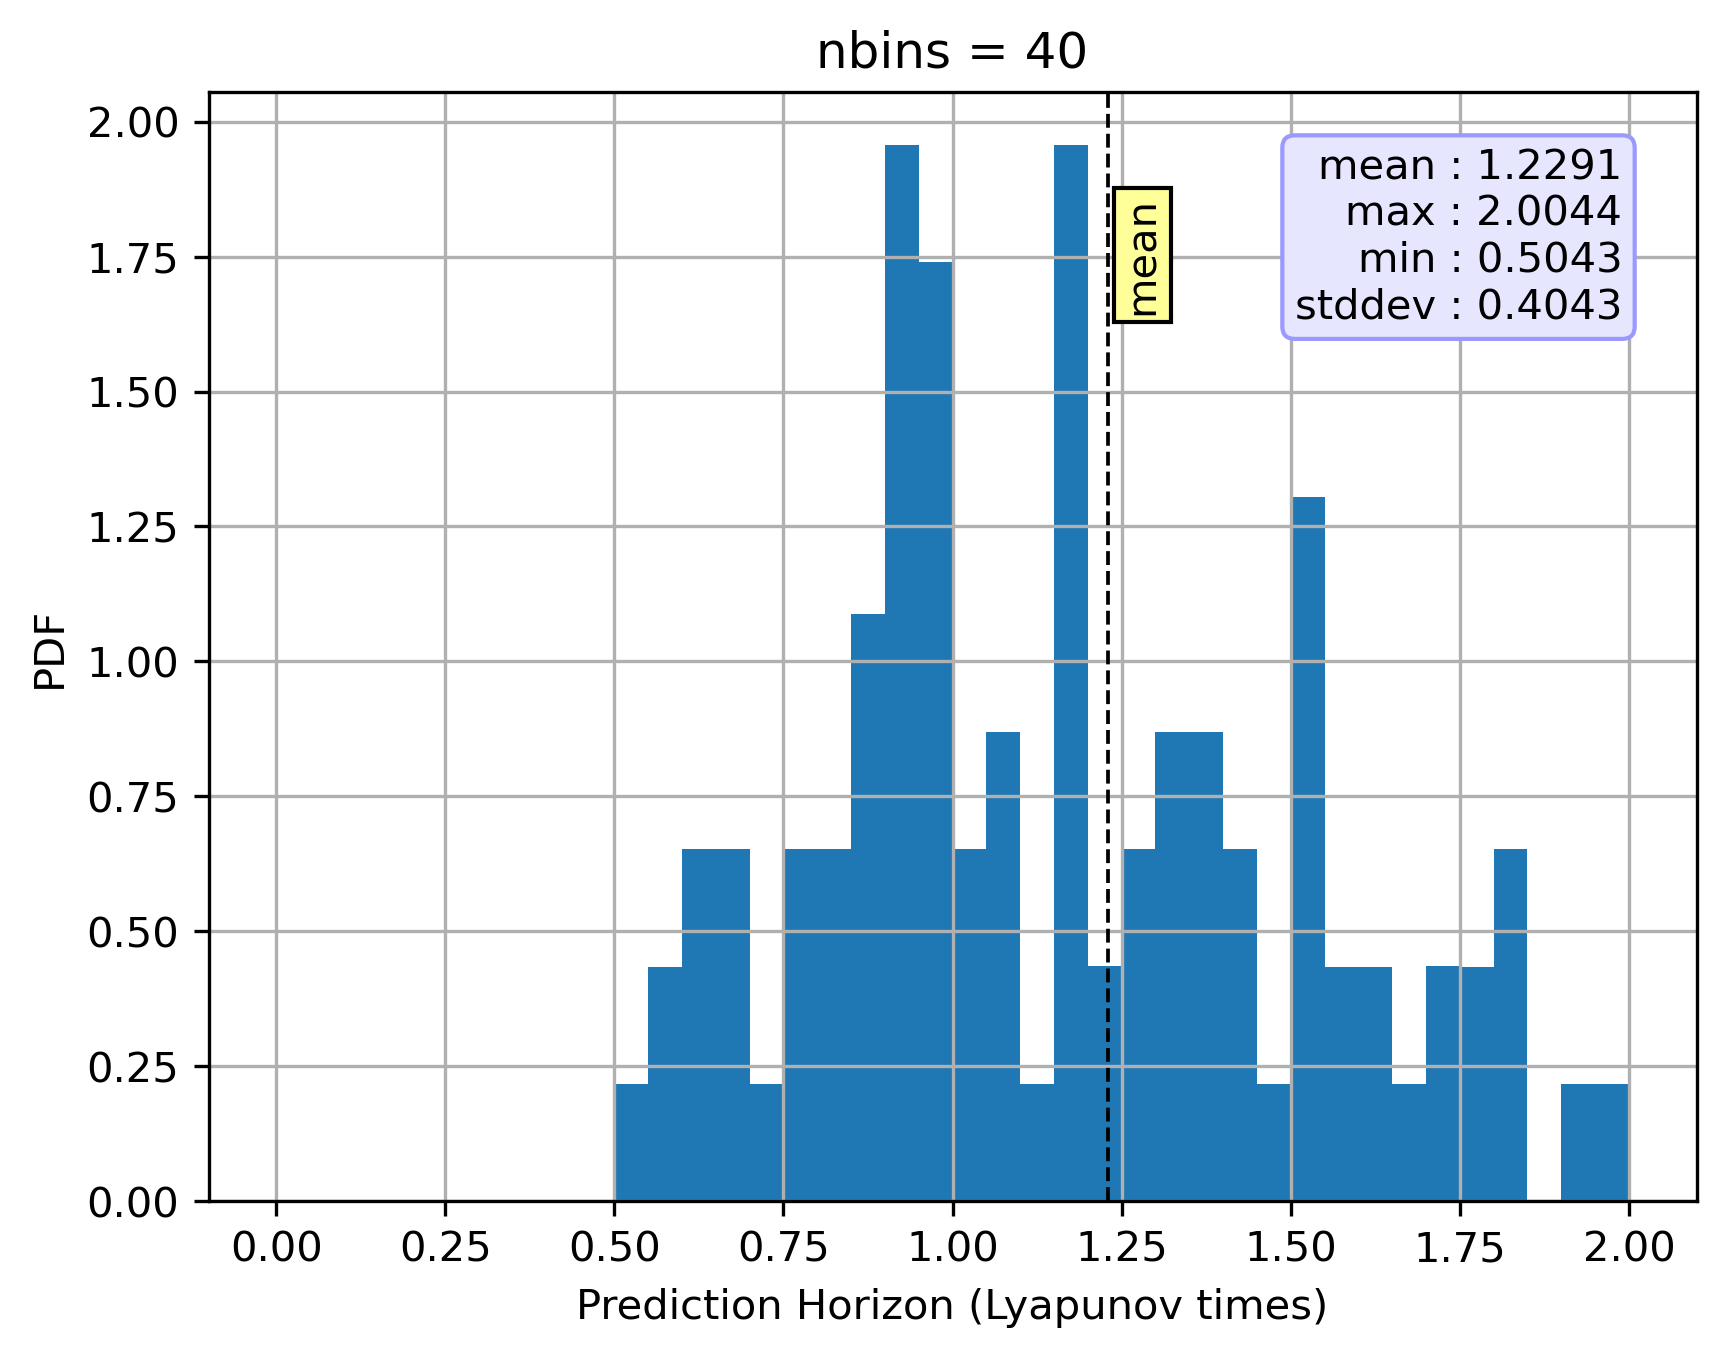 nbins = 40
mean : 1.2291
max : 2.0044
min : 0.5043
stddev : 0.4043
mean
PDF
2.00
1.75
1.50
1.25
1.00
0.75
0.50
0.25
0.00
0.00 0.25 0.50 0.75 1.00 1.25 1.50 1.75 2.00
Prediction Horizon (Lyapunov times)